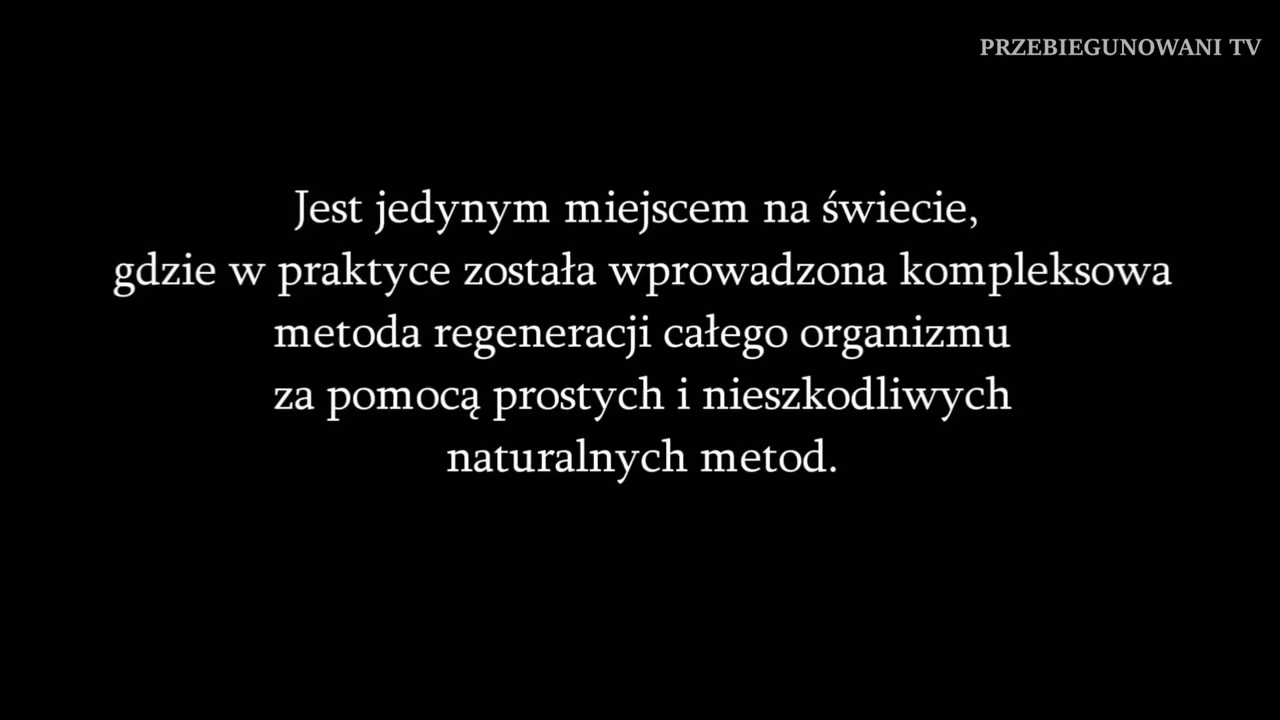 PRZEBIEGUNOWANI TV
Jest jedynym miejscem na świecie,
gdzie w praktyce została wprowadzona kompleksowa
metoda regeneracji całego organizmu
za pomocą prostych i nieszkodliwych
naturalnych metod.